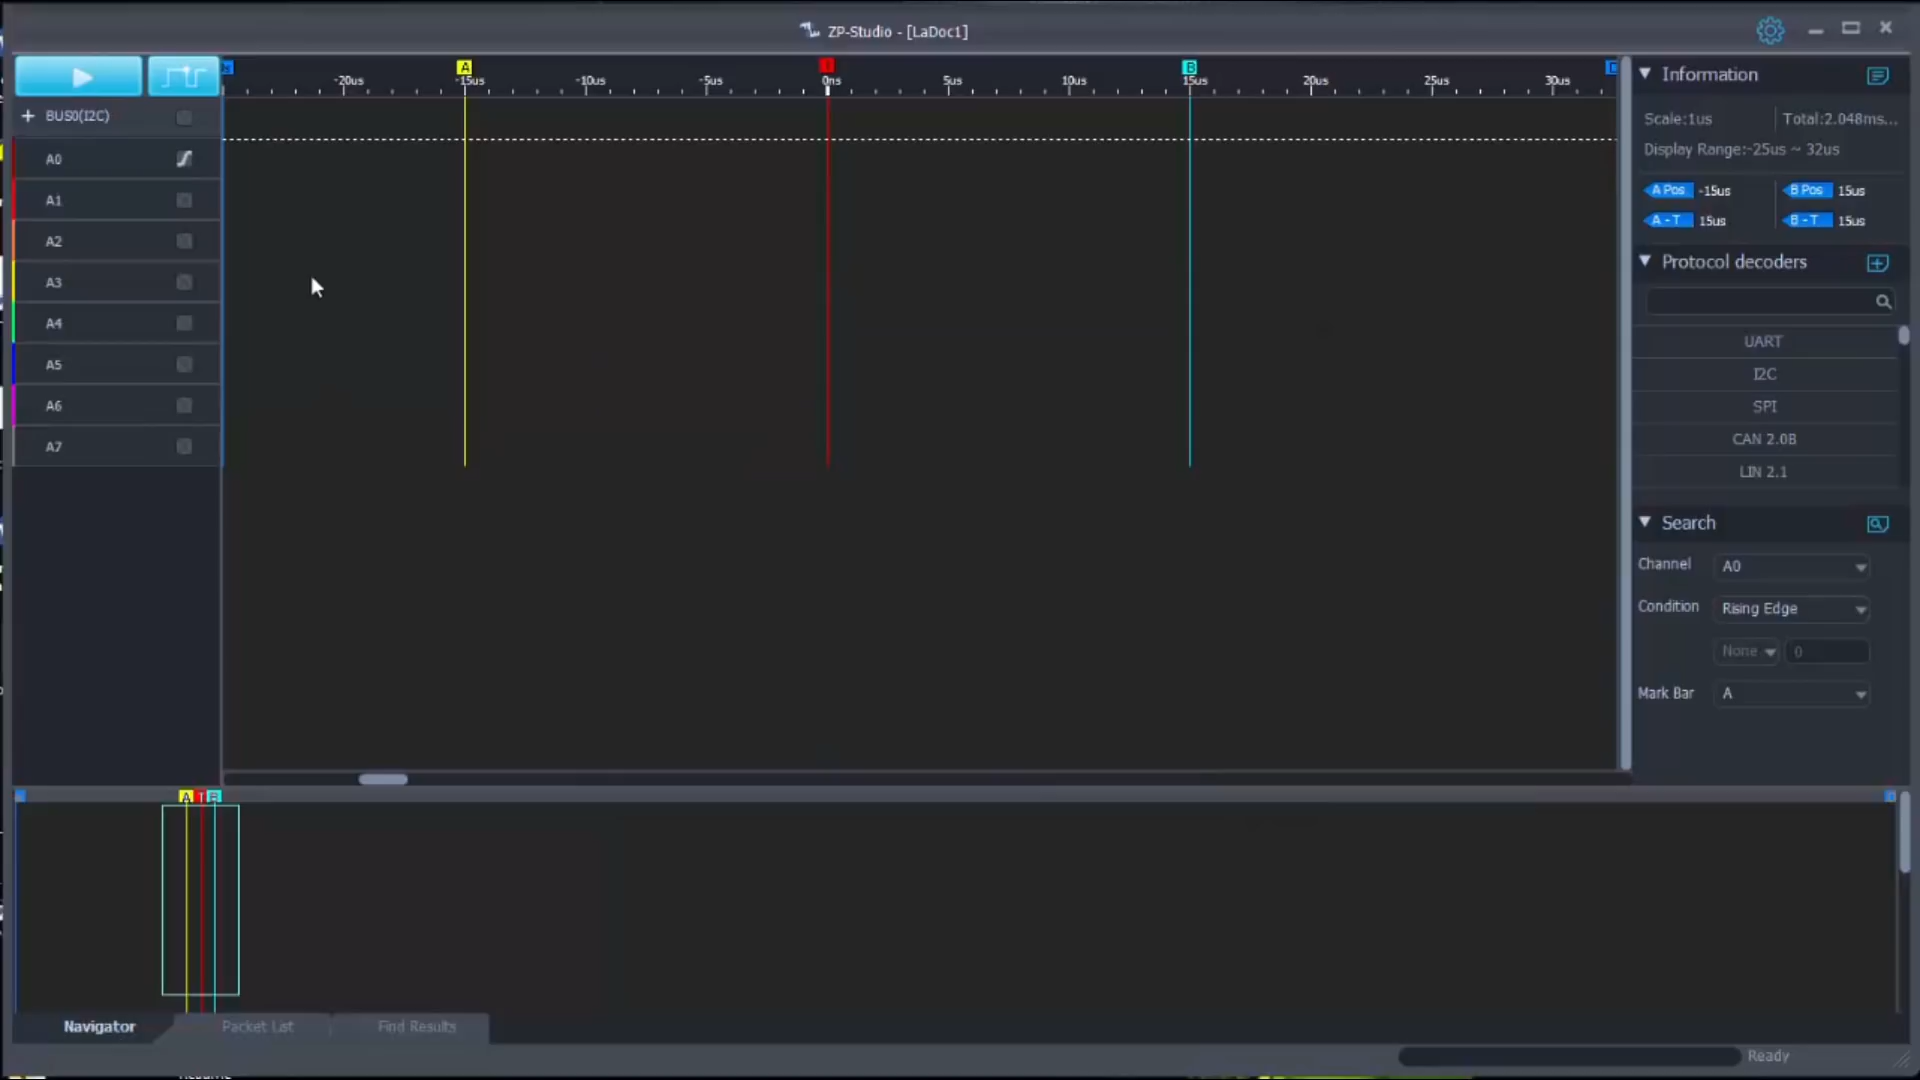 ZP-Studio - [LaDoc1]
A T B
-20us -15us -10us -5us 0ns 5us 10us 15us 20us 25us 30us
BUS0(I2C)
A0
A1
A2
A3
A4
A5
A6
A7
Information
Scale:1us Total:2.048ms...
Display Range:-25us ~ 32us
A Pos -15us B Pos 15us
A - T 15us B - T 15us
Protocol decoders
UART
I2C
SPI
CAN 2.0B
LIN 2.1
Search
Channel A0
Condition Rising Edge
None 0
Mark Bar A
A T B
Navigator Packet List Find Results
Ready